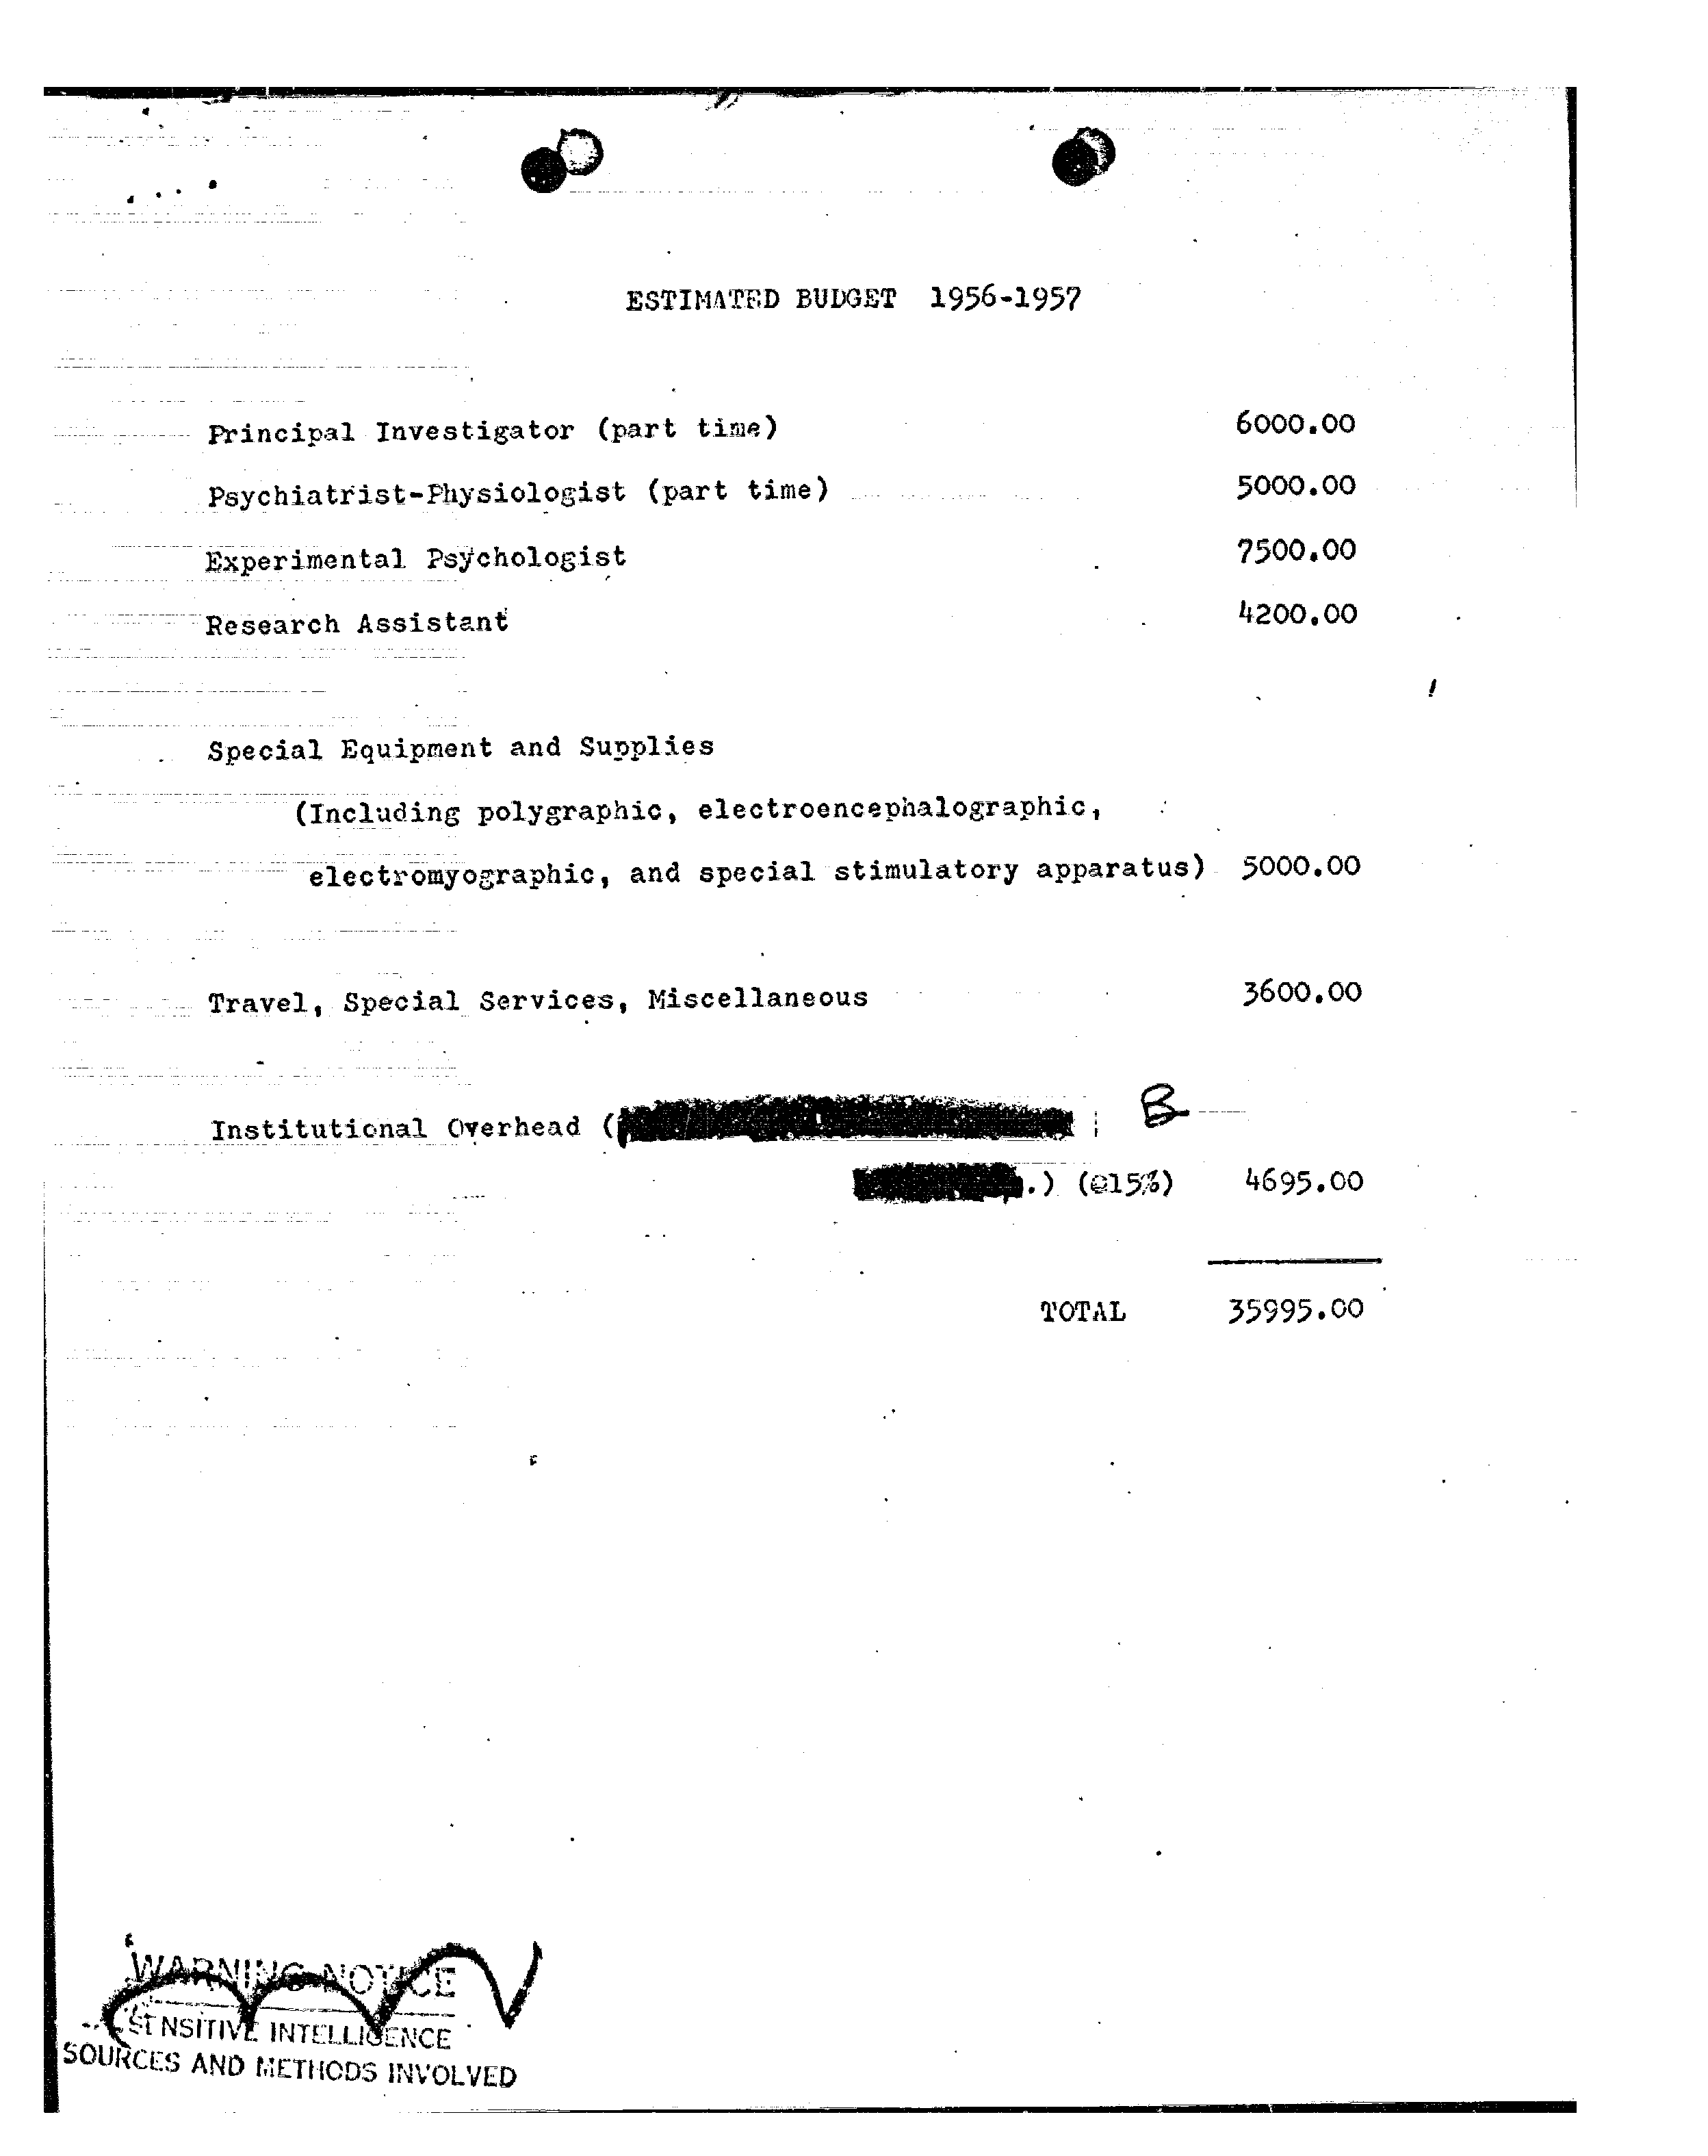 ESTIMATED BUDGET 1956-1957
Principal Investigator (part time) 6000.00
Psychiatrist-Physiologist (part time) 5000.00
Experimental Psychologist 7500.00
Research Assistant 4200.00
Special Equipment and Supplies
(Including polygraphic, electroencephalographic,
electromyographic, and special stimulatory apparatus) 5000.00
Travel, Special Services, Miscellaneous 3600.00
Institutional Overhead ( B
.) (@15%) 4695.00
TOTAL 35995.00
WARNING NOTICE
SENSITIVE INTELLIGENCE
SOURCES AND METHODS INVOLVED